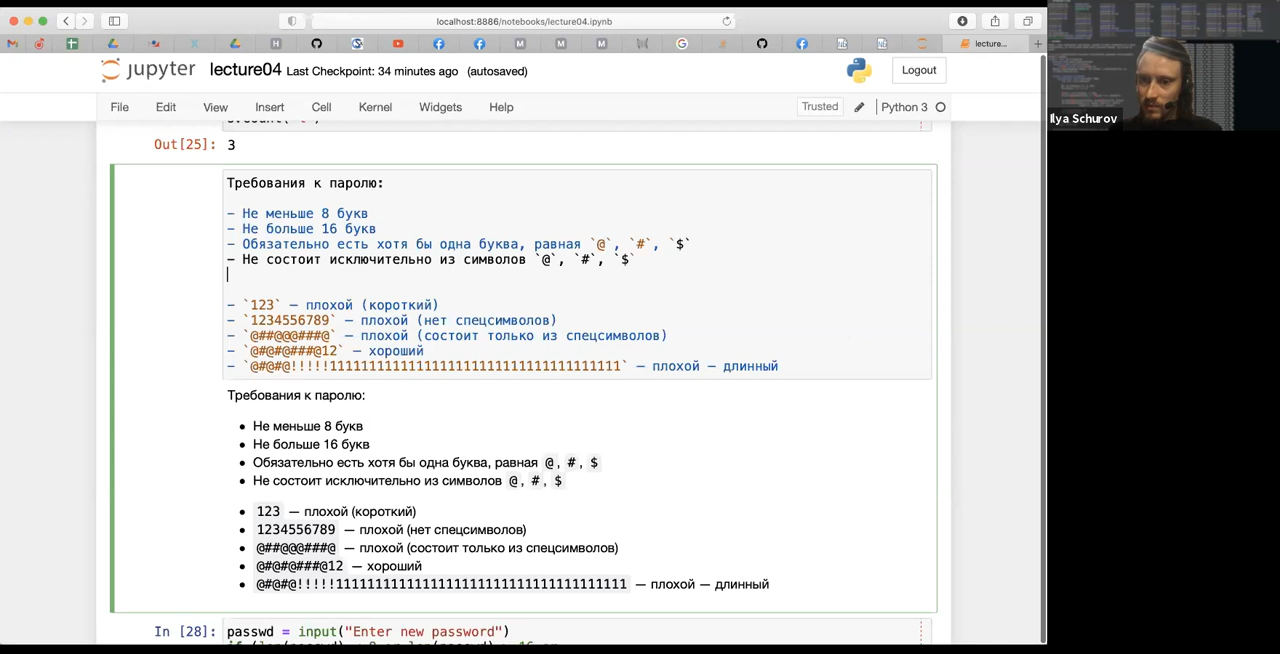 localhost:8886/notebooks/lecture04.ipynb
lecture...
jupyter lecture04 Last Checkpoint: 34 minutes ago (autosaved)
Logout
File Edit View Insert Cell Kernel Widgets Help
Trusted Python 3
Out[25]: 3
Требования к паролю:
- Не меньше 8 букв
- Не больше 16 букв
- Обязательно есть хотя бы одна буква, равная `@`, `#`, `$`
- Не состоит исключительно из символов `@`, `#`, `$`
- `123` — плохой (короткий)
- `1234556789` — плохой (нет спецсимволов)
- `@##@@@###@` — плохой (состоит только из спецсимволов)
- `@#@#@###@12` — хороший
- `@#@#@!!!!!11111111111111111111111111111111111111` — плохой — длинный
Требования к паролю:
• Не меньше 8 букв
• Не больше 16 букв
• Обязательно есть хотя бы одна буква, равная @, #, $
• Не состоит исключительно из символов @, #, $
• 123 — плохой (короткий)
• 1234556789 — плохой (нет спецсимволов)
• @##@@@###@ — плохой (состоит только из спецсимволов)
• @#@#@###@12 — хороший
• @#@#@!!!!!11111111111111111111111111111111111111 — плохой — длинный
In [28]: passwd = input("Enter new password")
Ilya Schurov